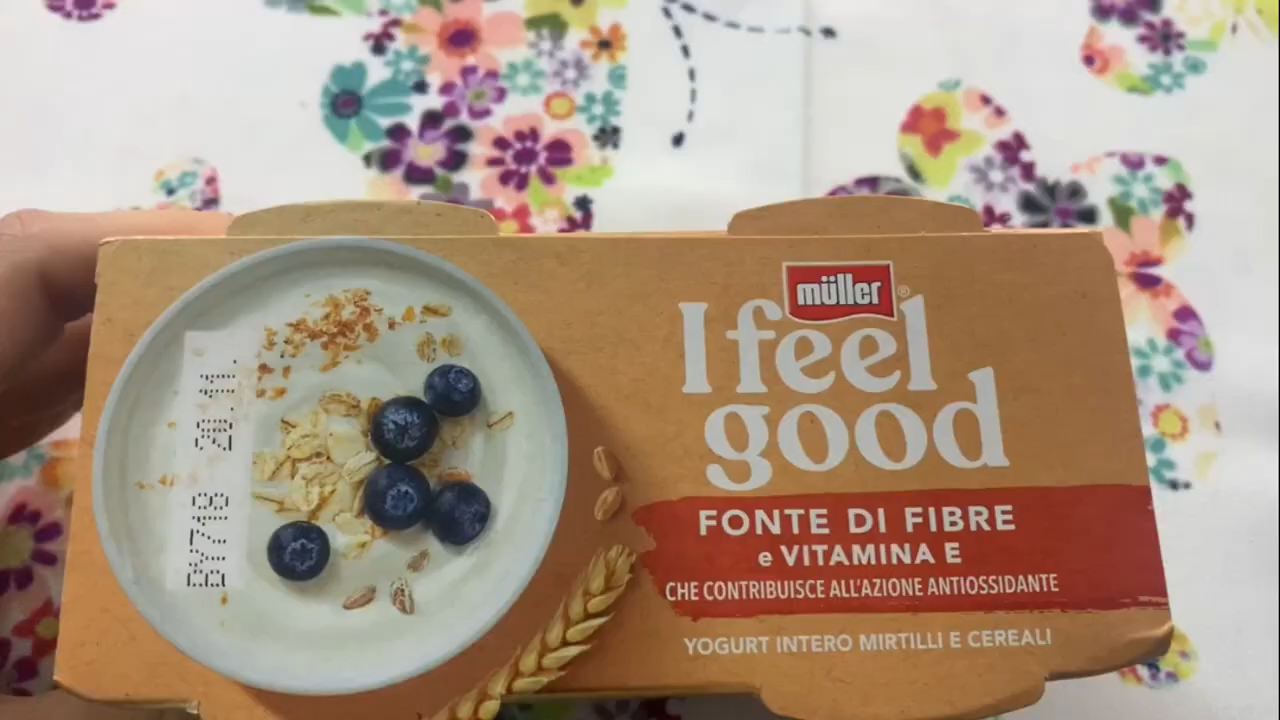 müller®
I feel
good
FONTE DI FIBRE
e VITAMINA E
CHE CONTRIBUISCE ALL'AZIONE ANTIOSSIDANTE
YOGURT INTERO MIRTILLI E CEREALI
20.11.
BY718